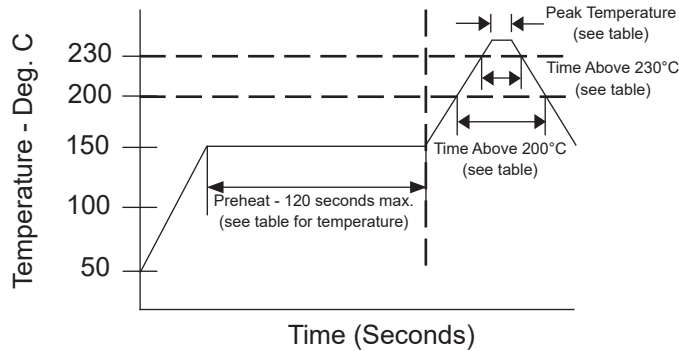 Temperature - Deg. C
230
200
150
100
50
Peak Temperature
(see table)
Time Above 230°C
(see table)
Time Above 200°C
(see table)
Preheat - 120 seconds max.
(see table for temperature)
Time (Seconds)